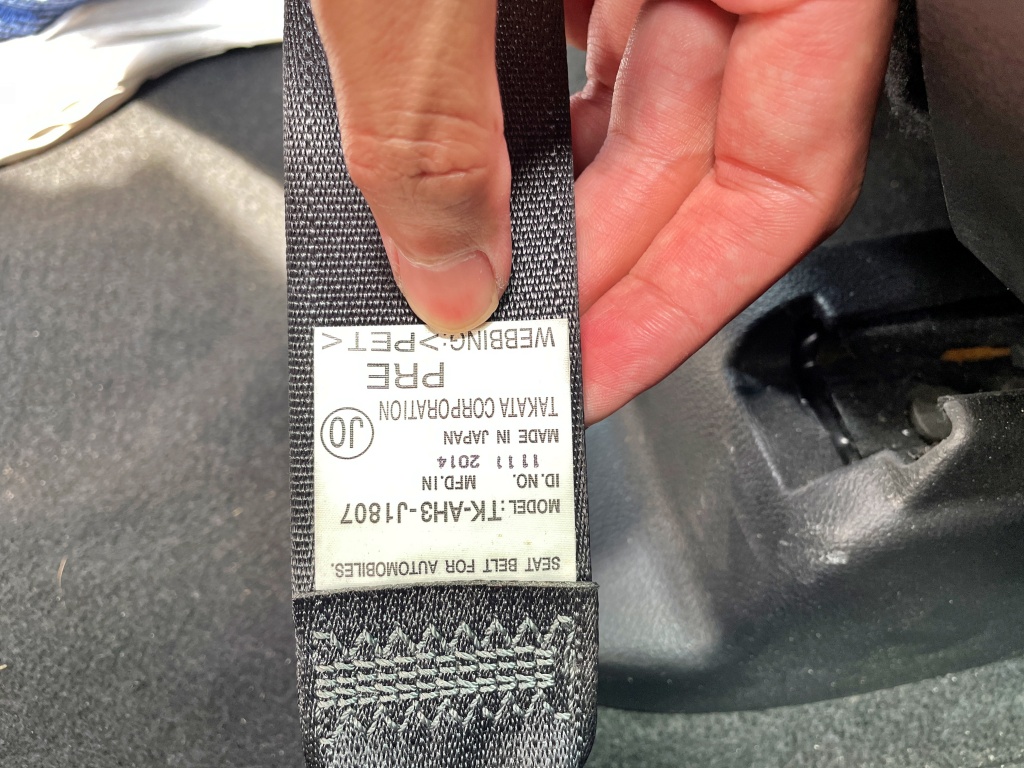 SEAT BELT FOR AUTOMOBILES.
MODEL:TK-AH3-J1807
ID.NO. MFD.IN
1111 2014
MADE IN JAPAN
TAKATA CORPORATION
JO
PRE
WEBBING:>PET<